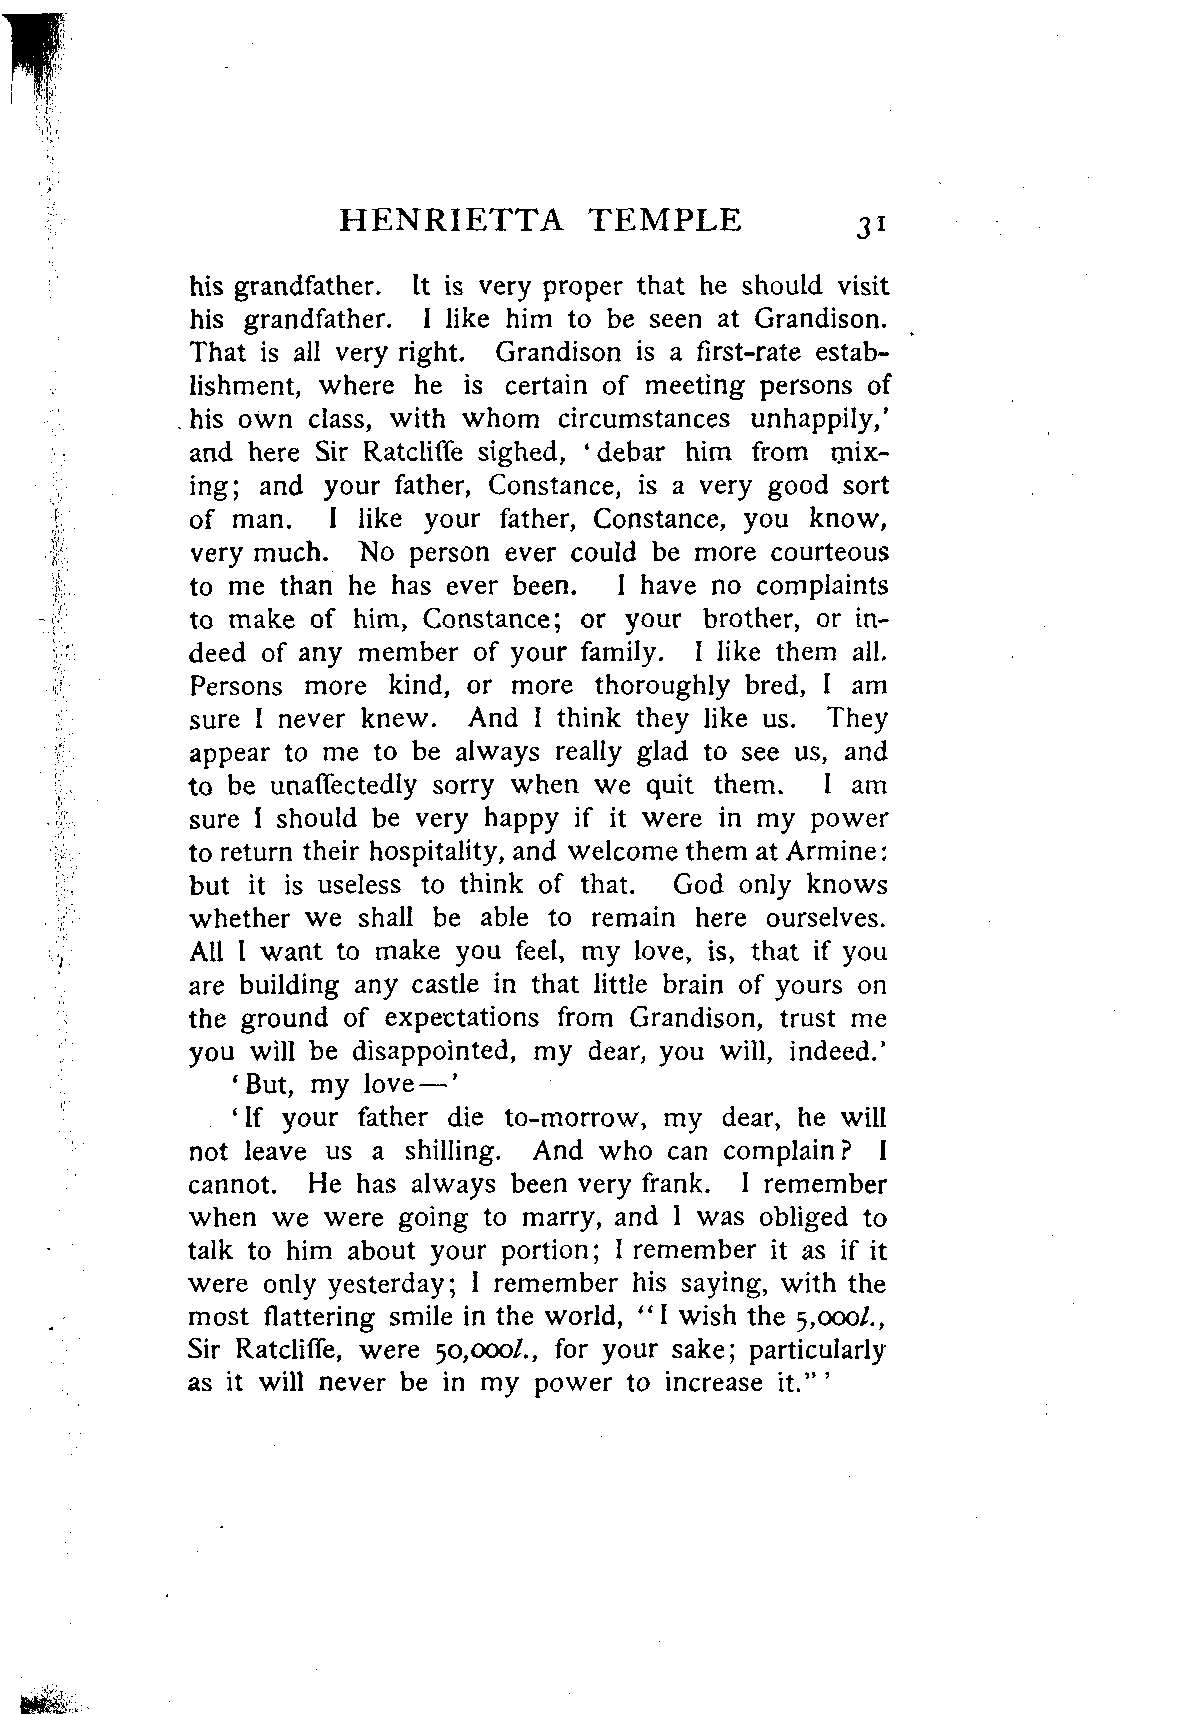 HENRIETTA TEMPLE 31
his grandfather. It is very proper that he should visit
his grandfather. I like him to be seen at Grandison.
That is all very right. Grandison is a first-rate estab-
lishment, where he is certain of meeting persons of
his own class, with whom circumstances unhappily,'
and here Sir Ratcliffe sighed, 'debar him from mix-
ing; and your father, Constance, is a very good sort
of man. I like your father, Constance, you know,
very much. No person ever could be more courteous
to me than he has ever been. I have no complaints
to make of him, Constance; or your brother, or in-
deed of any member of your family. I like them all.
Persons more kind, or more thoroughly bred, I am
sure I never knew. And I think they like us. They
appear to me to be always really glad to see us, and
to be unaffectedly sorry when we quit them. I am
sure I should be very happy if it were in my power
to return their hospitality, and welcome them at Armine:
but it is useless to think of that. God only knows
whether we shall be able to remain here ourselves.
All I want to make you feel, my love, is, that if you
are building any castle in that little brain of yours on
the ground of expectations from Grandison, trust me
you will be disappointed, my dear, you will, indeed.'
'But, my love—'
'If your father die to-morrow, my dear, he will
not leave us a shilling. And who can complain? I
cannot. He has always been very frank. I remember
when we were going to marry, and I was obliged to
talk to him about your portion; I remember it as if it
were only yesterday; I remember his saying, with the
most flattering smile in the world, "I wish the 5,000l.,
Sir Ratcliffe, were 50,000l., for your sake; particularly
as it will never be in my power to increase it."'